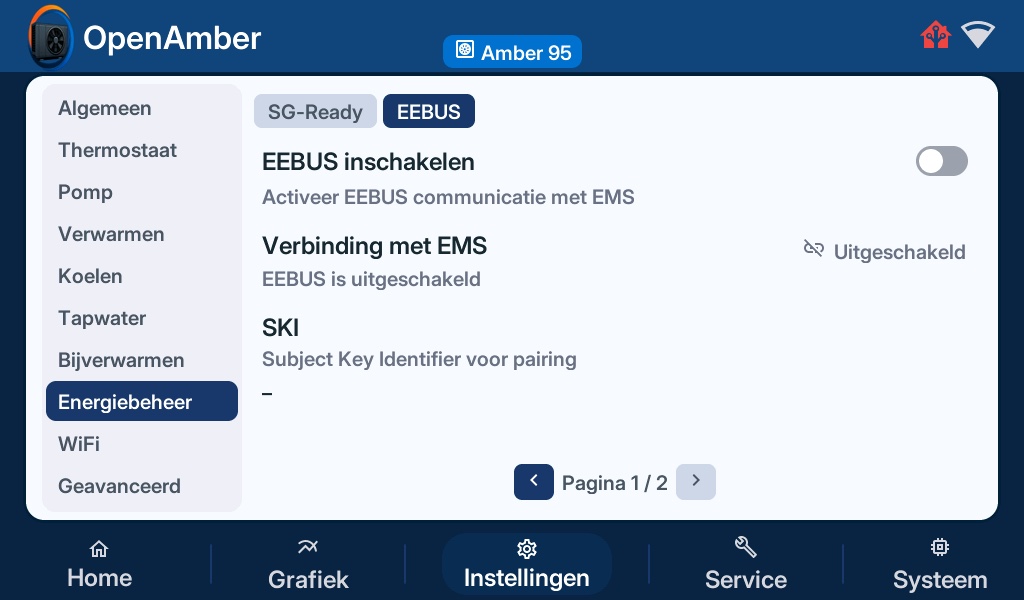 OpenAmber
Amber 95
Algemeen
Thermostaat
Pomp
Verwarmen
Koelen
Tapwater
Bijverwarmen
Energiebeheer
WiFi
Geavanceerd
SG-Ready
EEBUS
EEBUS inschakelen
Activeer EEBUS communicatie met EMS
Verbinding met EMS
Uitgeschakeld
EEBUS is uitgeschakeld
SKI
Subject Key Identifier voor pairing
–
Pagina 1 / 2
Home
Grafiek
Instellingen
Service
Systeem